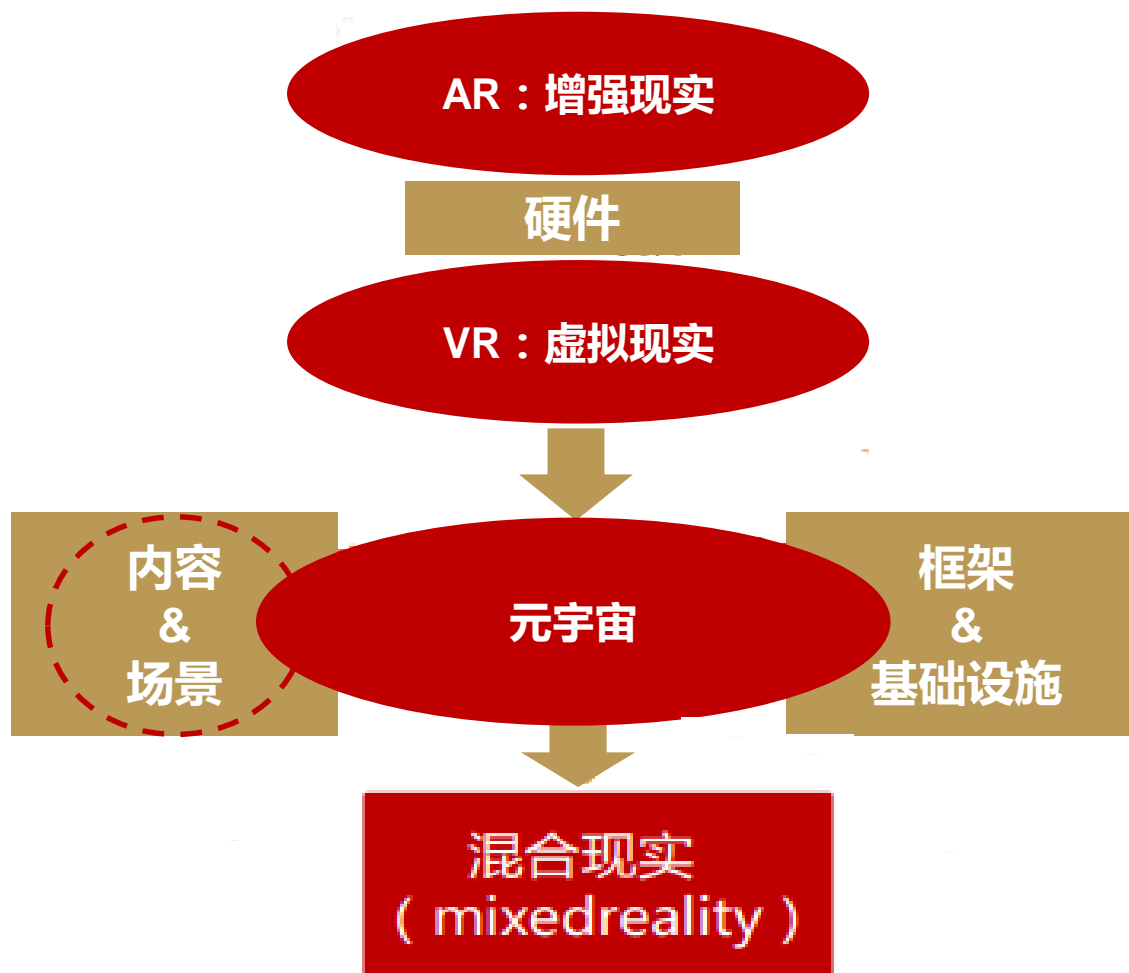 AR：增强现实
硬件
VR：虚拟现实
内容
&
场景
元宇宙
框架
&
基础设施
混合现实
（mixedreality）